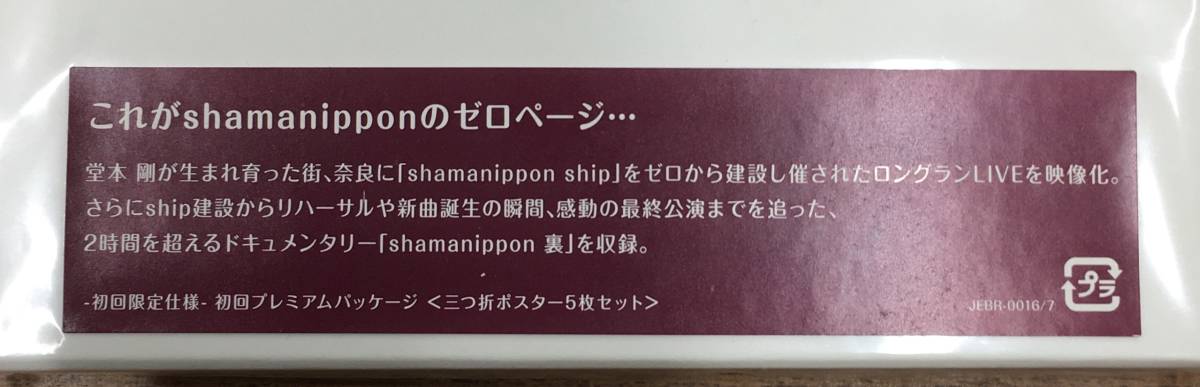 これがshamanipponのゼロページ…
堂本 剛が生まれ育った街、奈良に「shamanippon ship」をゼロから建設し催されたロングランLIVEを映像化。
さらにship建設からリハーサルや新曲誕生の瞬間、感動の最終公演までを追った、
2時間を超えるドキュメンタリー「shamanippon 裏」を収録。
-初回限定仕様- 初回プレミアムパッケージ <三つ折ポスター5枚セット>
JEBR-0016/7
プラ